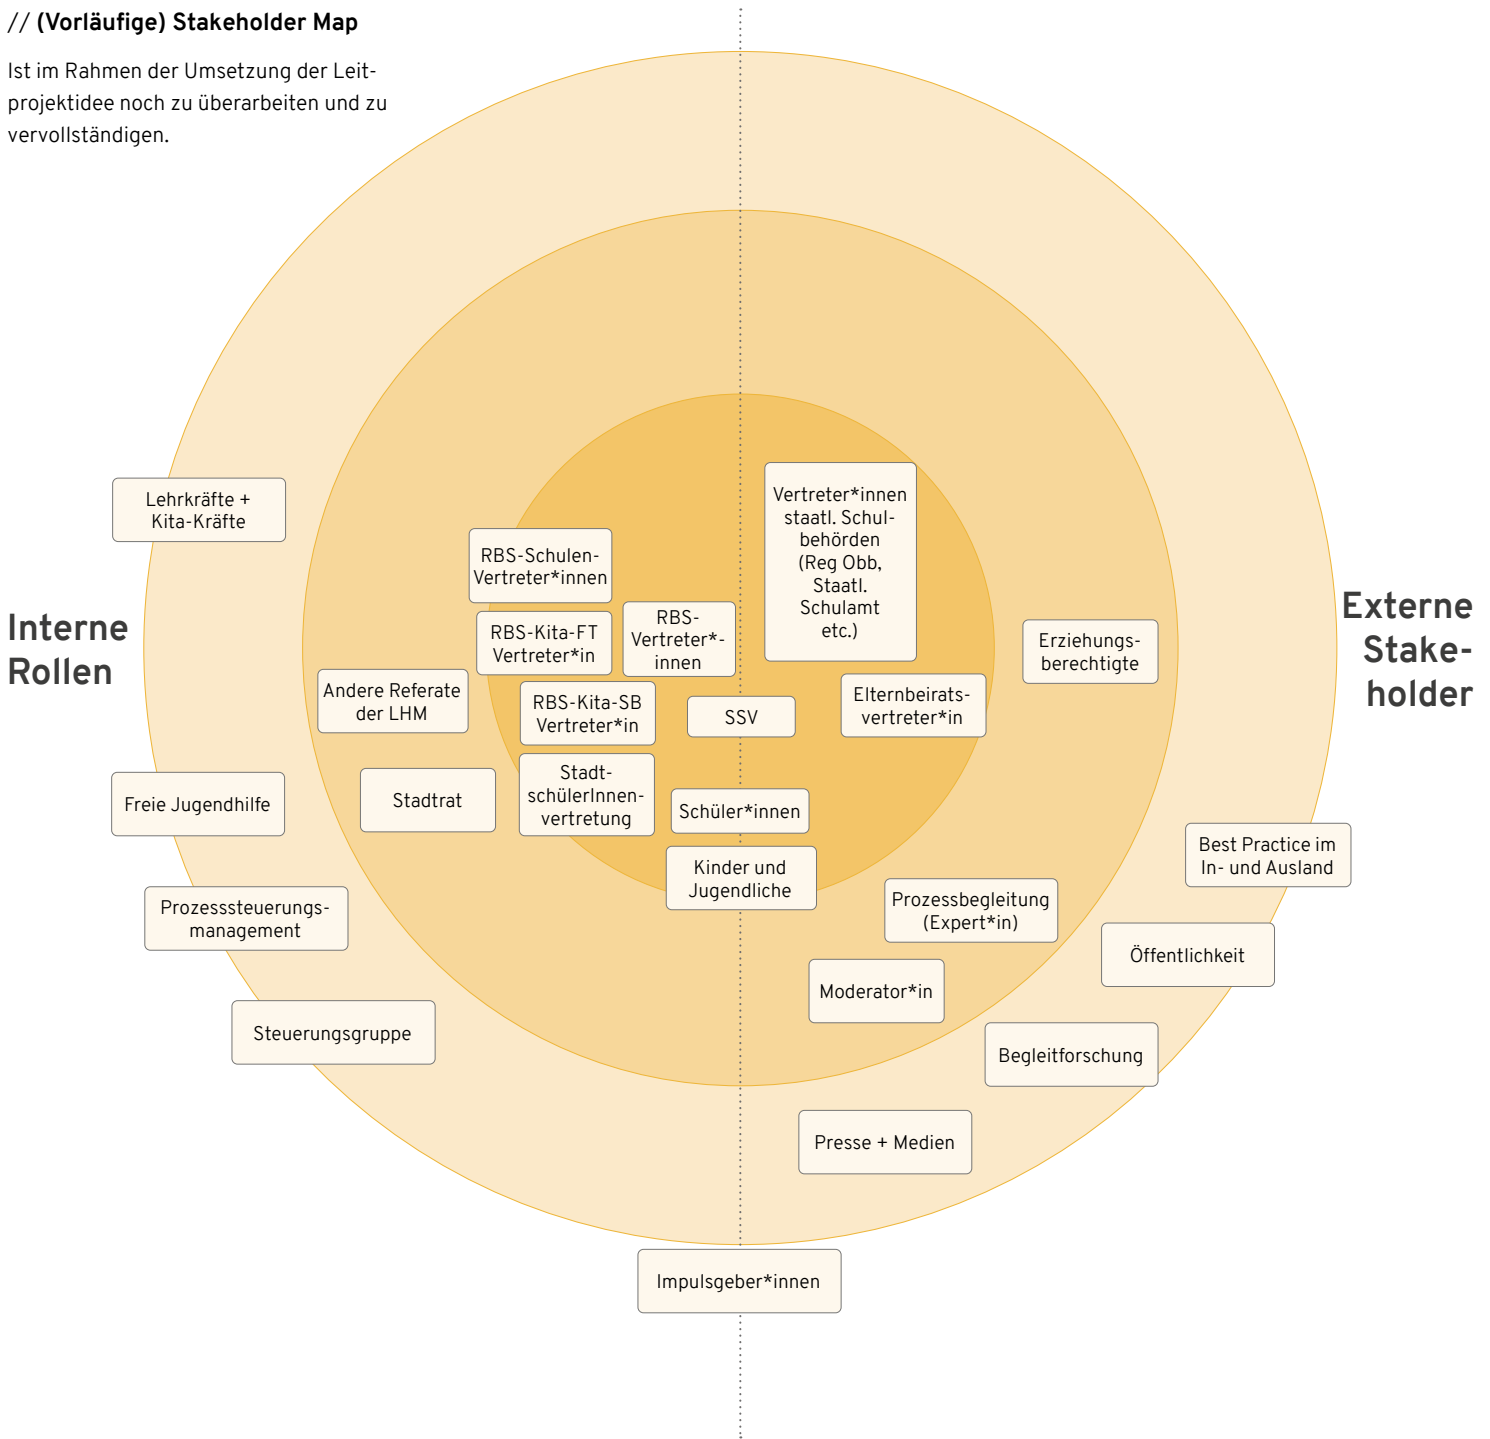 // (Vorläufige) Stakeholder Map
Ist im Rahmen der Umsetzung der Leit-
projektidee noch zu überarbeiten und zu
vervollständigen.
Interne
Rollen
Externe
Stake-
holder
Lehrkräfte +
Kita-Kräfte
Vertreter*innen
staatl. Schul-
behörden
(Reg Obb,
Staatl.
Schulamt
etc.)
RBS-Schulen-
Vertreter*innen
RBS-Kita-FT
Vertreter*in
RBS-
Vertreter*-
innen
Erziehungs-
berechtigte
Andere Referate
der LHM
RBS-Kita-SB
Vertreter*in
SSV
Elternbeirats-
vertreter*in
Freie Jugendhilfe
Stadtrat
Stadt-
schülerInnen-
vertretung
Schüler*innen
Kinder und
Jugendliche
Best Practice im
In- und Ausland
Prozesssteuerungs-
management
Prozessbegleitung
(Expert*in)
Öffentlichkeit
Moderator*in
Steuerungsgruppe
Begleitforschung
Presse + Medien
Impulsgeber*innen